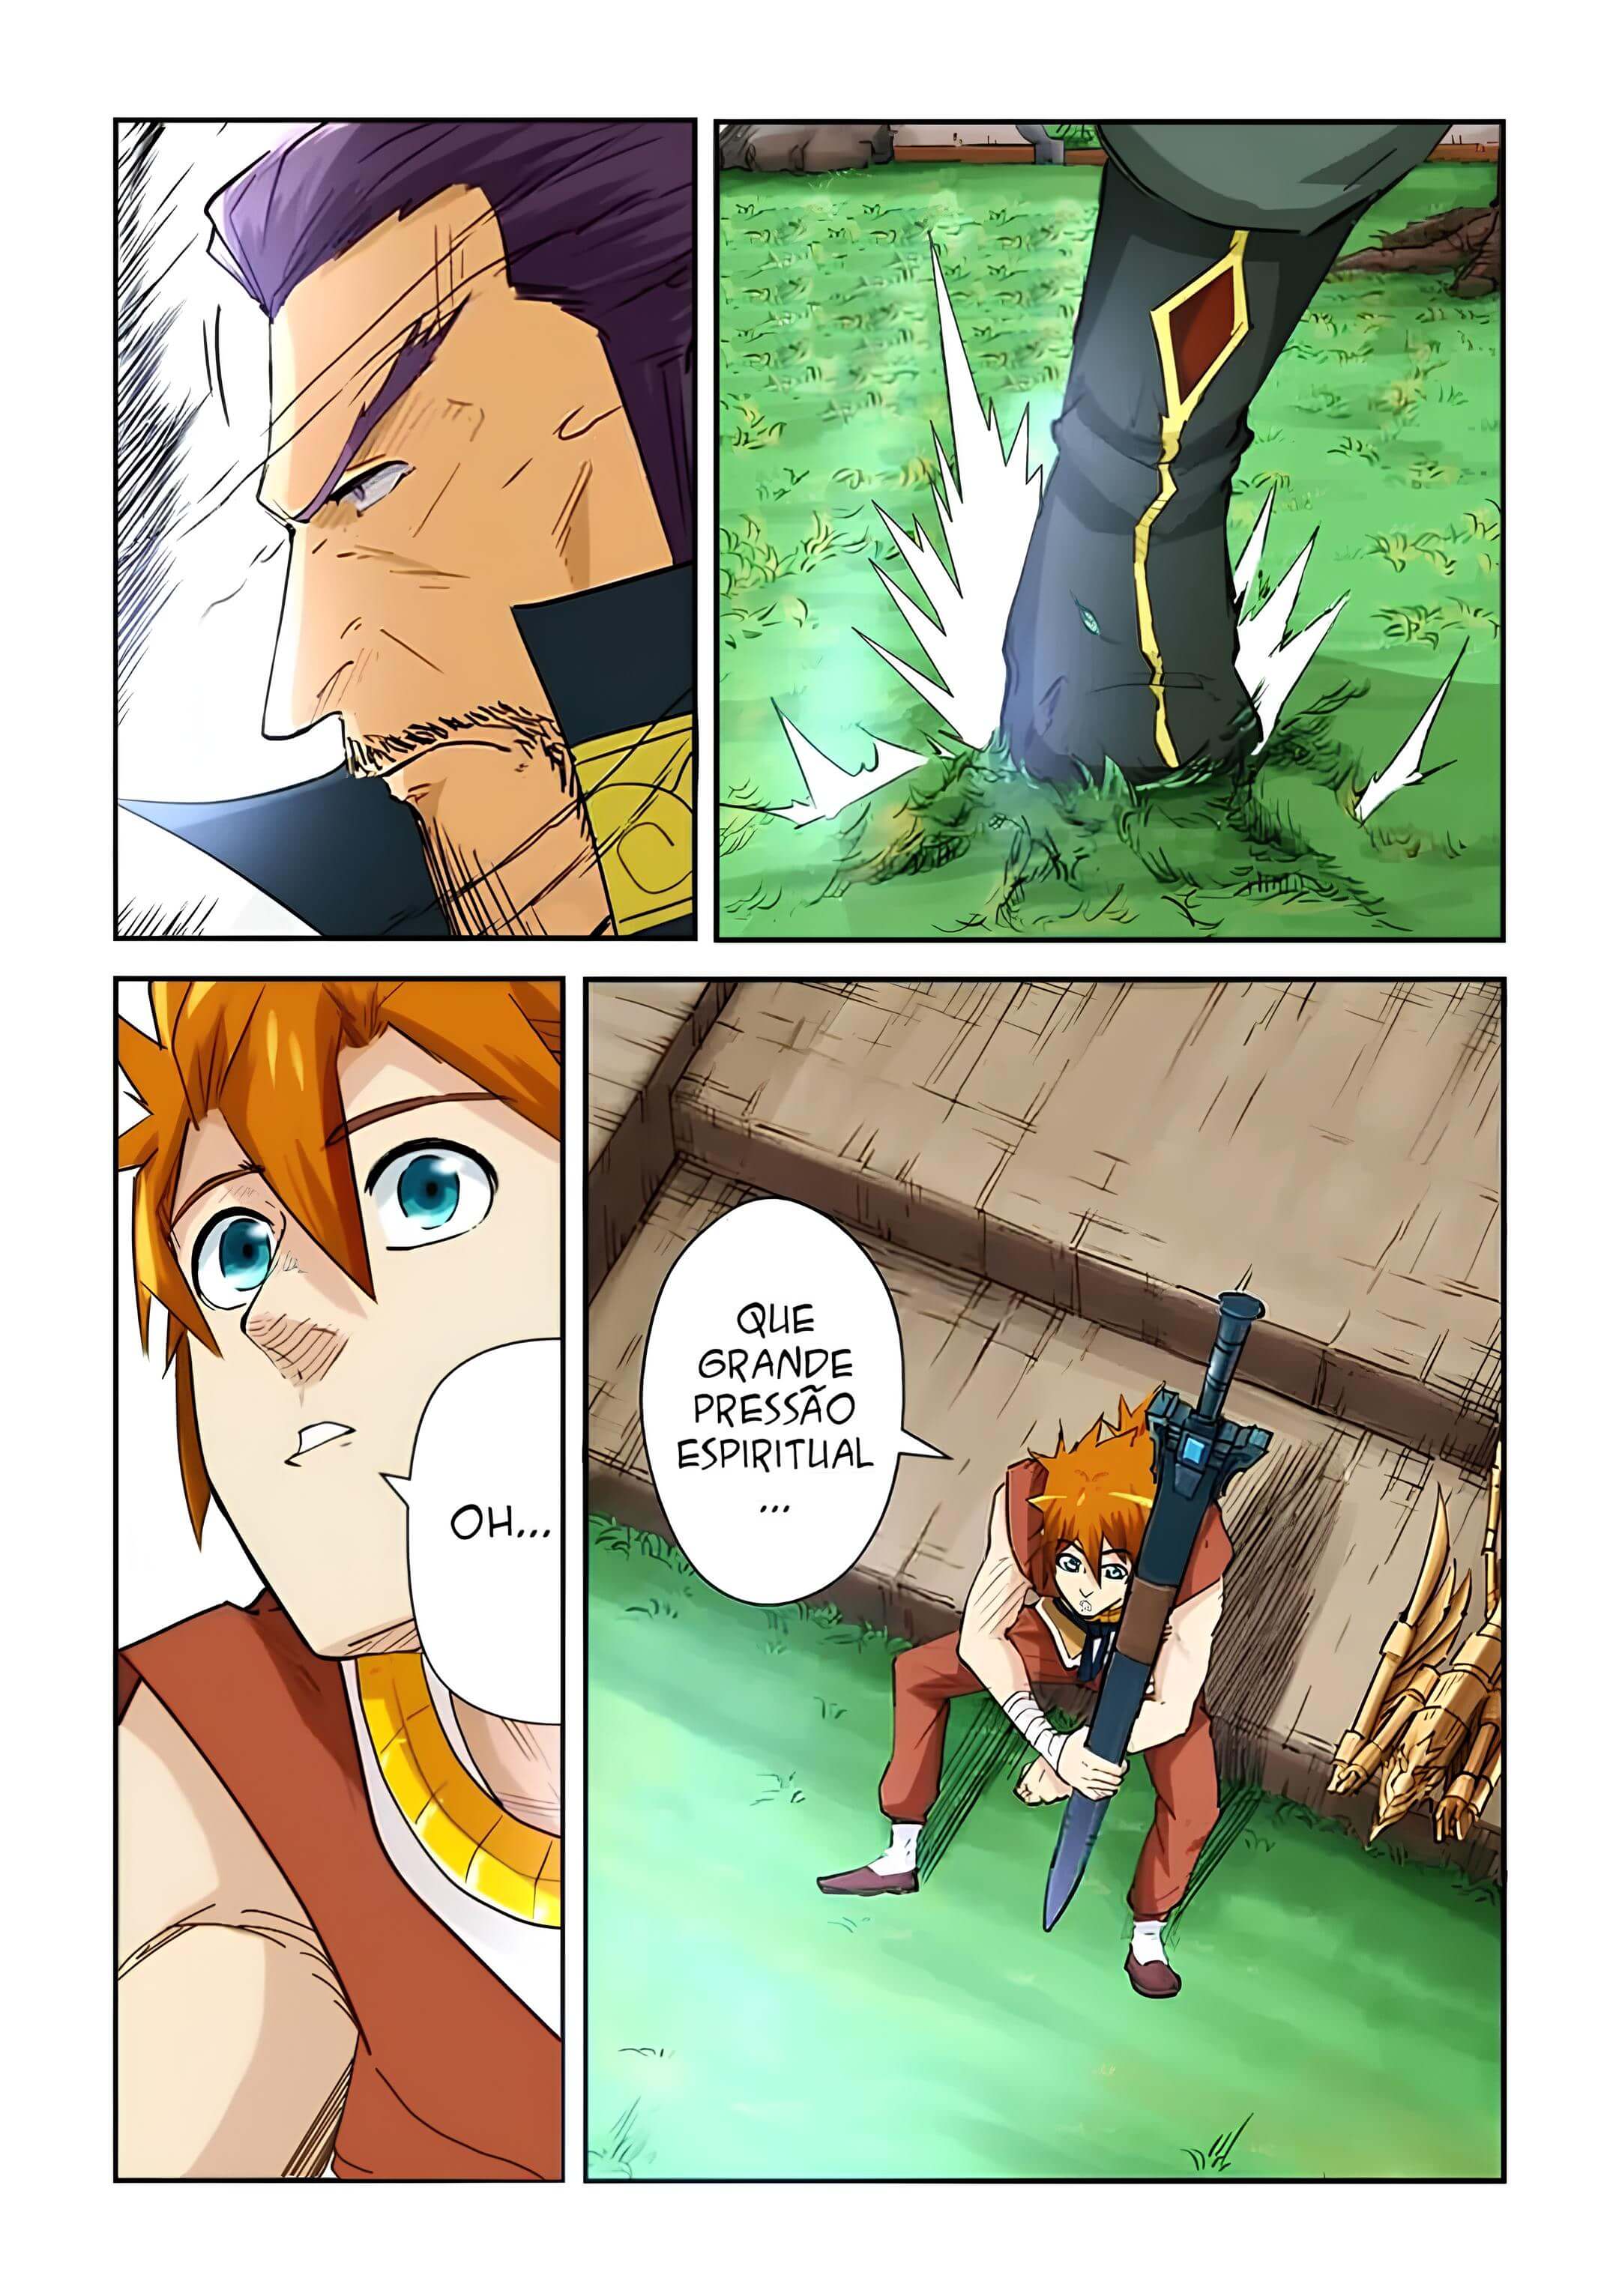 OH...
QUE
GRANDE
PRESSÃO
ESPIRITUAL
...